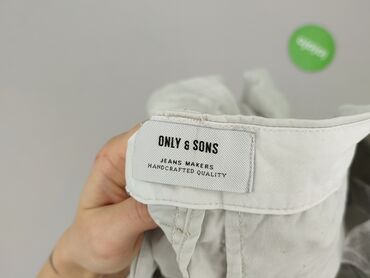 ONLY & SONS
JEANS MAKERS
HANDCRAFTED QUALITY